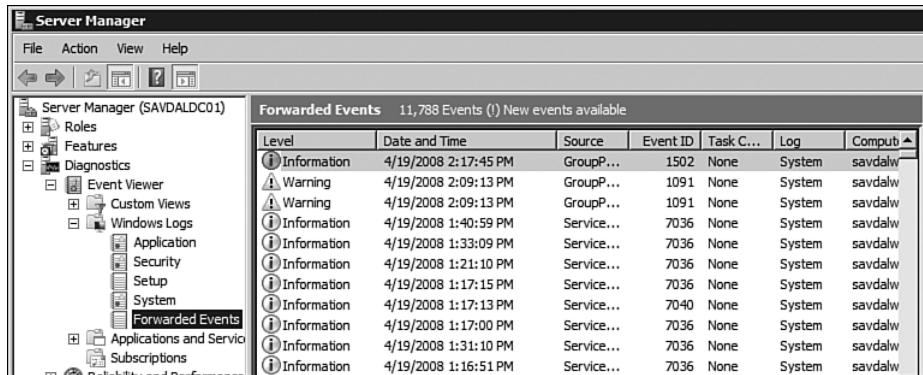 Server Manager
File Action View Help
Server Manager (SAVDALDC01)
Roles
Features
Diagnostics
Event Viewer
Custom Views
Windows Logs
Application
Security
Setup
System
Forwarded Events
Applications and Servic
Subscriptions
Forwarded Events 11,788 Events (!) New events available
Level Date and Time Source Event ID Task C... Log Comput
Information 4/19/2008 2:17:45 PM GroupP... 1502 None System savdalw
Warning 4/19/2008 2:09:13 PM GroupP... 1091 None System savdalw
Warning 4/19/2008 2:09:13 PM GroupP... 1091 None System savdalw
Information 4/19/2008 1:40:59 PM Service... 7036 None System savdalw
Information 4/19/2008 1:33:09 PM Service... 7036 None System savdalw
Information 4/19/2008 1:21:10 PM Service... 7036 None System savdalw
Information 4/19/2008 1:17:15 PM Service... 7036 None System savdalw
Information 4/19/2008 1:17:13 PM Service... 7040 None System savdalw
Information 4/19/2008 1:17:00 PM Service... 7036 None System savdalw
Information 4/19/2008 1:31:10 PM Service... 7036 None System savdalw
Information 4/19/2008 1:16:51 PM Service... 7036 None System savdalw